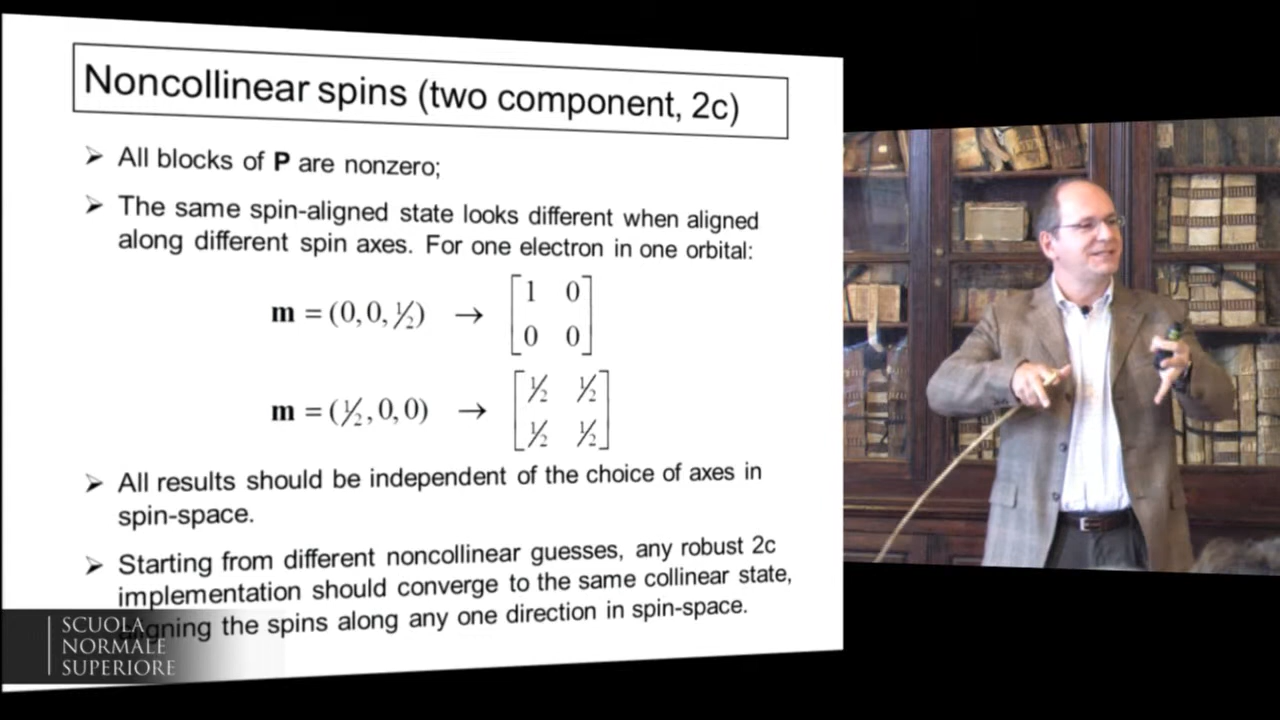 Noncollinear spins (two component, 2c)
➢ All blocks of P are nonzero;
➢ The same spin-aligned state looks different when aligned
along different spin axes. For one electron in one orbital:
m = (0,0,½) → [1 0
0 0]
m = (½,0,0) → [½ ½
½ ½]
➢ All results should be independent of the choice of axes in
spin-space.
➢ Starting from different noncollinear guesses, any robust 2c
implementation should converge to the same collinear state,
aligning the spins along any one direction in spin-space.
SCUOLA
NORMALE
SUPERIORE